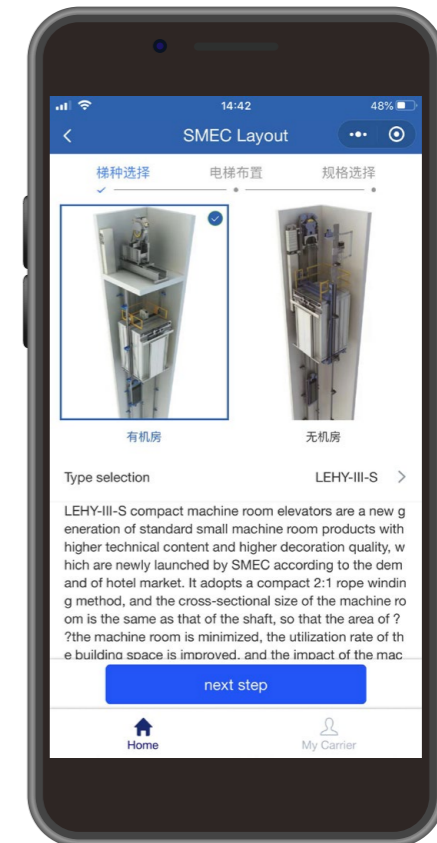 14:42
48%
SMEC Layout
梯种选择 电梯布置 规格选择
有机房 无机房
Type selection LEHY-III-S
LEHY-III-S compact machine room elevators are a new g
eneration of standard small machine room products with
higher technical content and higher decoration quality, w
hich are newly launched by SMEC according to the dem
and of hotel market. It adopts a compact 2:1 rope windin
g method, and the cross-sectional size of the machine ro
om is the same as that of the shaft, so that the area of ?
?the machine room is minimized, the utilization rate of th
e building space is improved, and the impact of the mac
next step
Home My Carrier